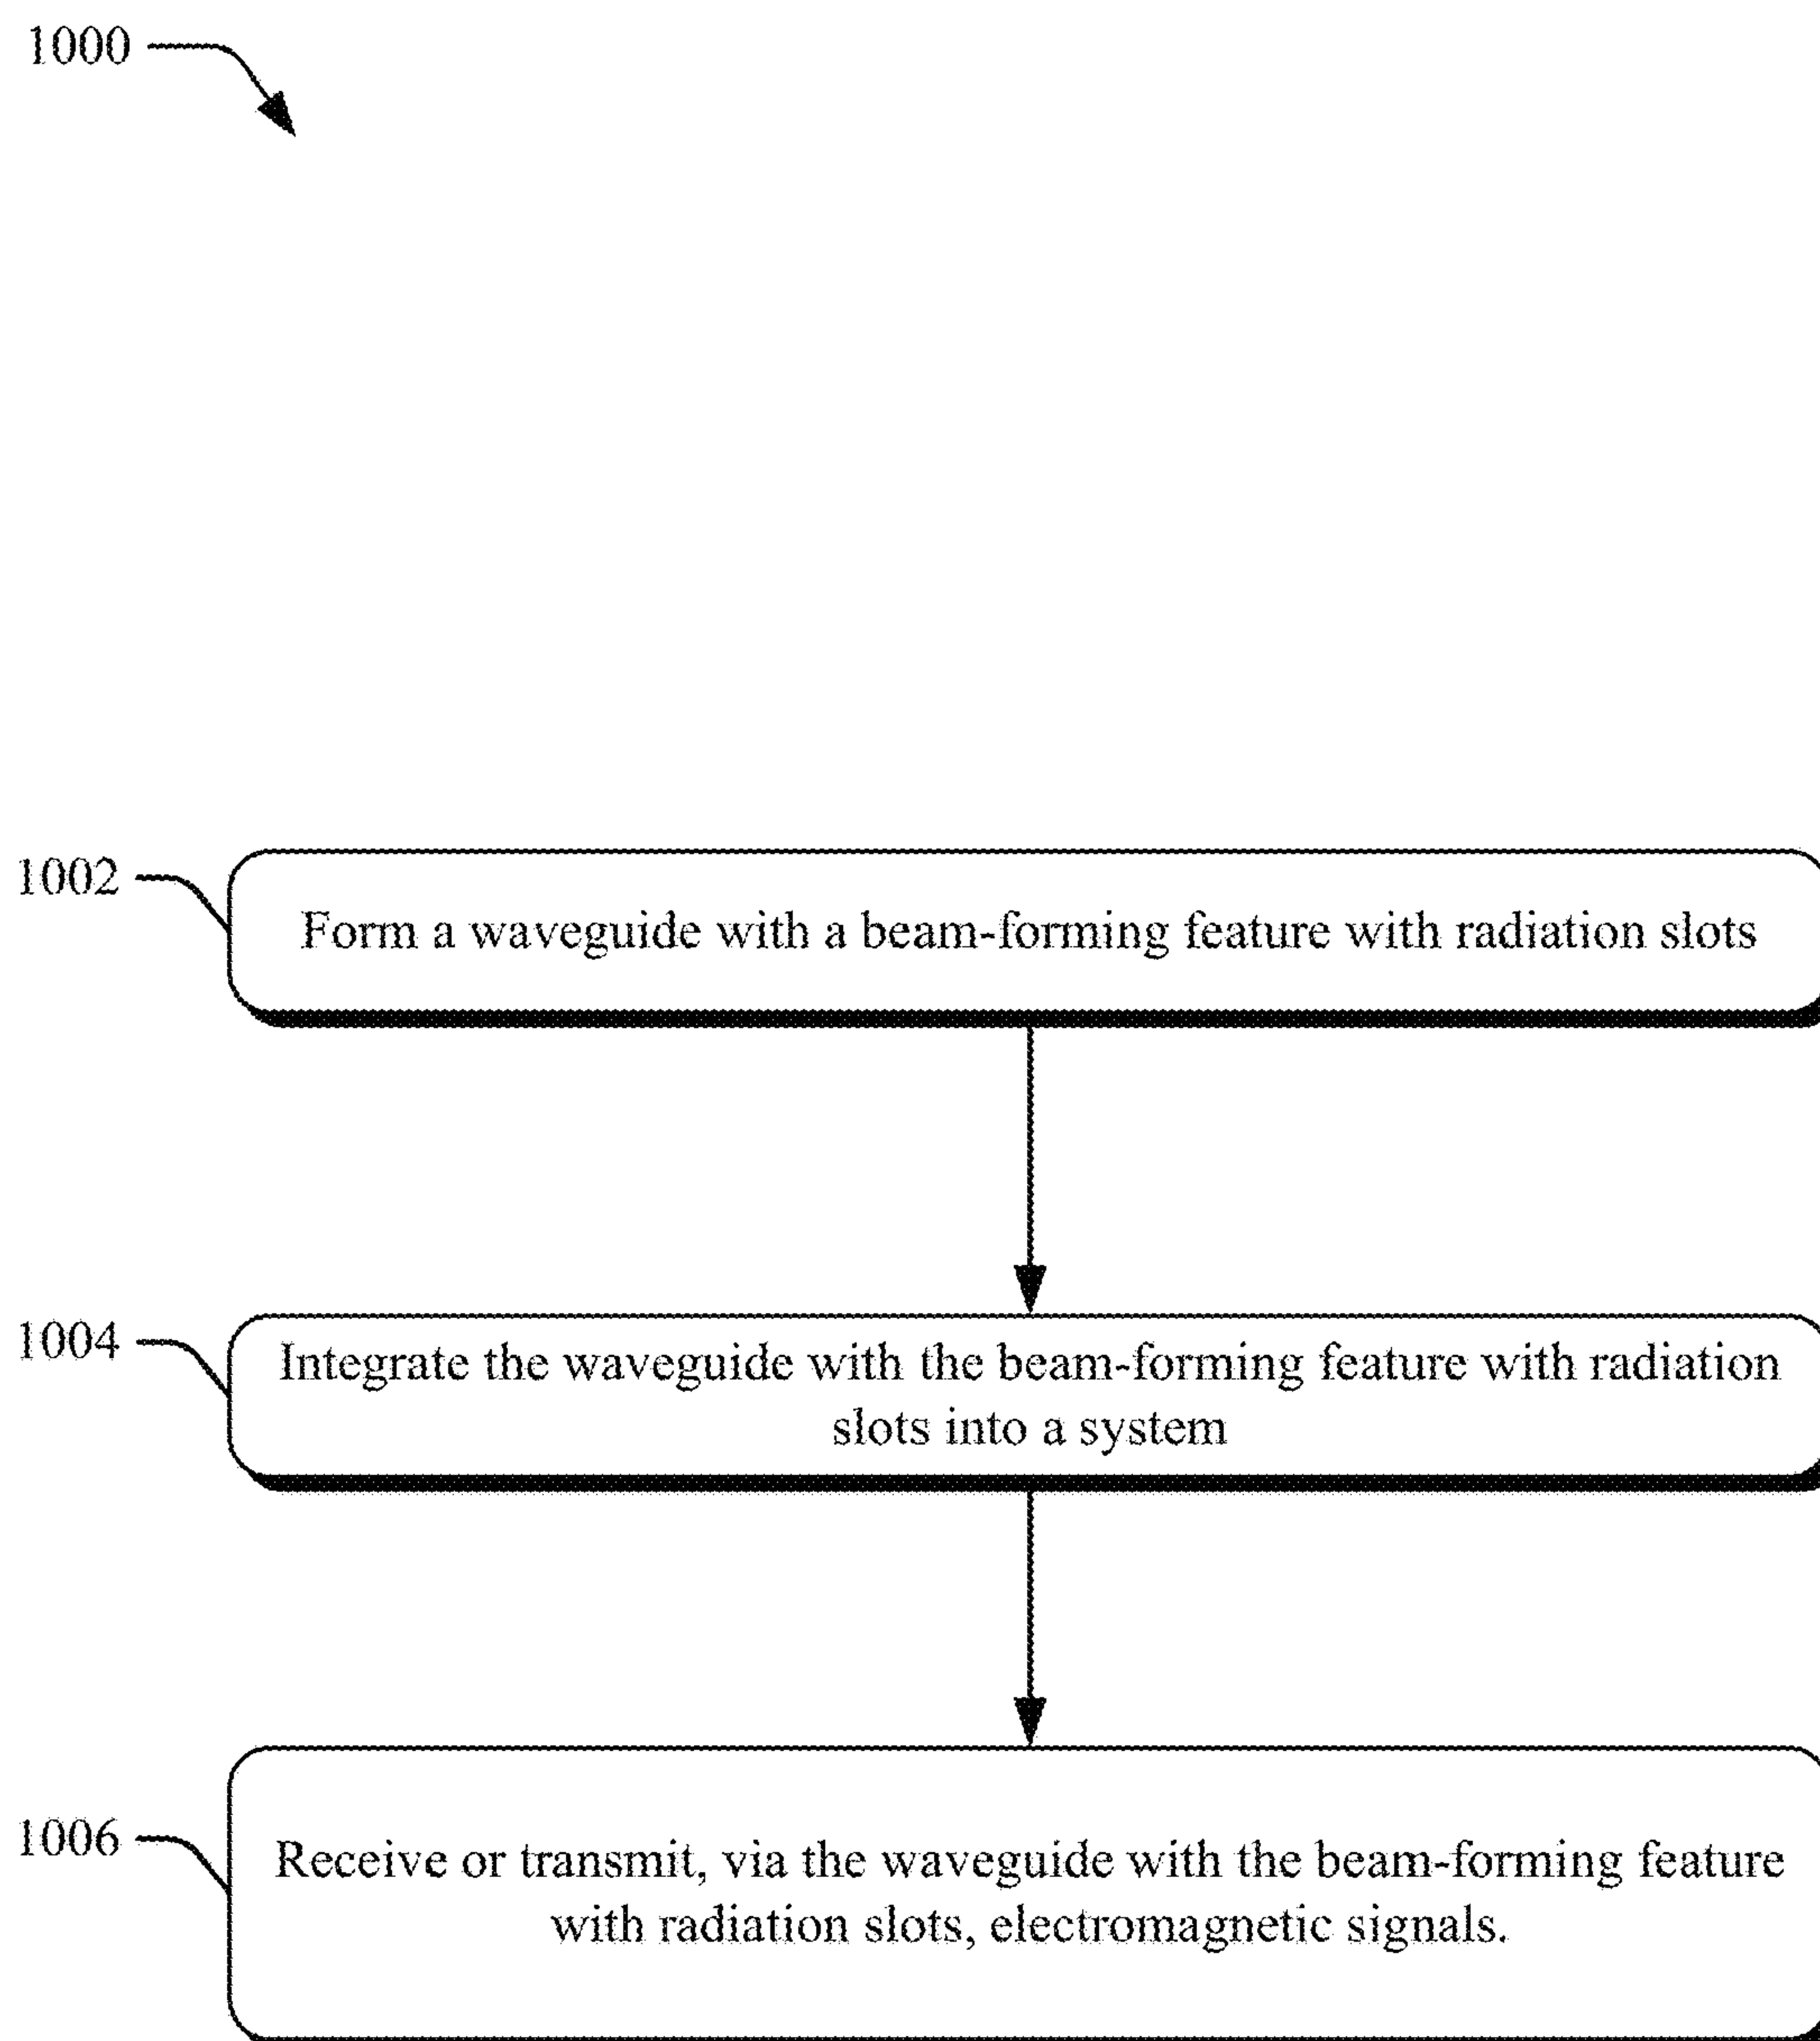 1000
1002
Form a waveguide with a beam-forming feature with radiation slots
1004
Integrate the waveguide with the beam-forming feature with radiation
slots into a system
1006
Receive or transmit, via the waveguide with the beam-forming feature
with radiation slots, electromagnetic signals.